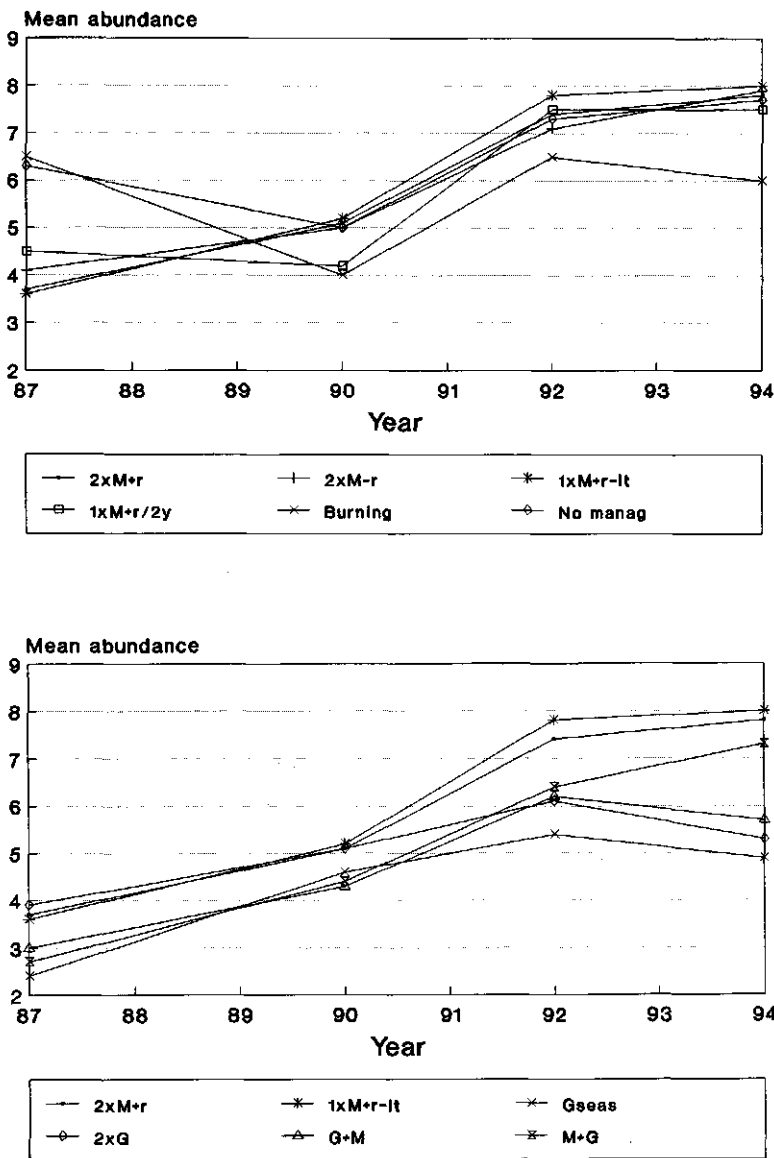 Mean abundance
9
8
7
6
5
4
3
2
87 88 89 90 91 92 93 94
Year
2xM+r 2xM-r 1xM+r-lt
1xM+r/2y Burning No manag
Mean abundance
9
8
7
6
5
4
3
2
87 88 89 90 91 92 93 94
Year
2xM+r 1xM+r-lt Gseas
2xG G+M M+G